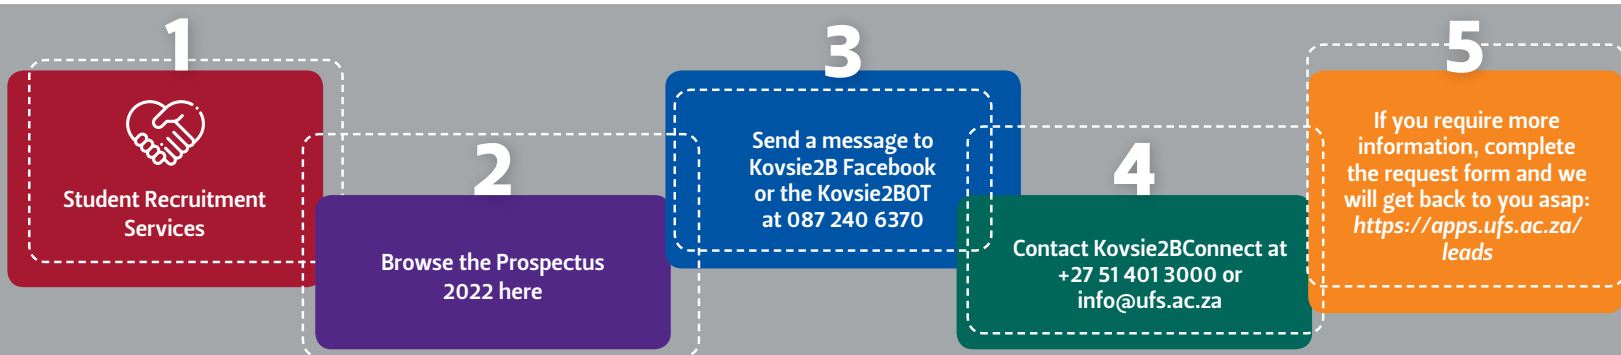 1
Student Recruitment
Services
2
Browse the Prospectus
2022 here
3
Send a message to
Kovsie2B Facebook
or the Kovsie2BOT
at 087 240 6370
4
Contact Kovsie2BConnect at
+27 51 401 3000 or
info@ufs.ac.za
5
If you require more
information, complete
the request form and we
will get back to you asap:
https://apps.ufs.ac.za/
leads